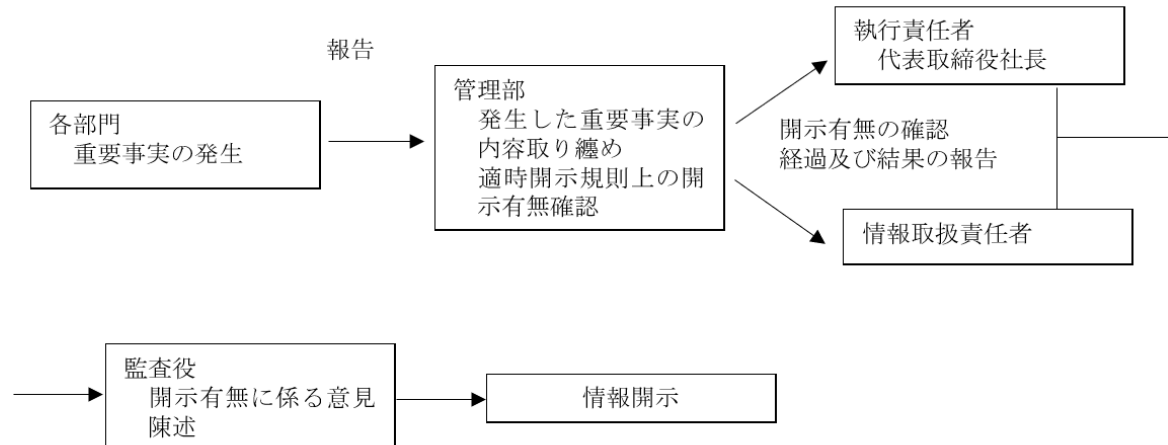 各部門
重要事実の発生
報告
管理部
発生した重要事実の
内容取り纏め
適時開示規則上の開
示有無確認
執行責任者
代表取締役社長
開示有無の確認
経過及び結果の報告
情報取扱責任者
監査役
開示有無に係る意見
陳述
情報開示